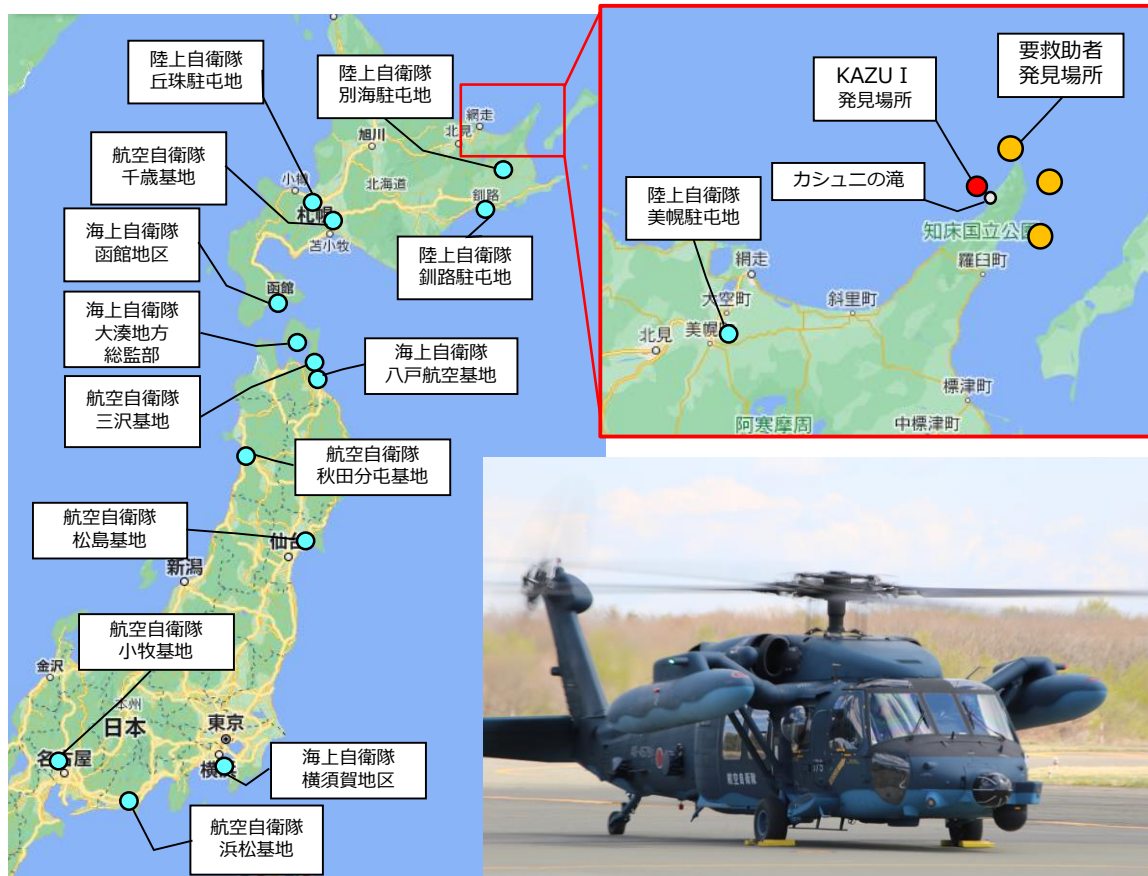 陸上自衛隊
丘珠駐屯地
陸上自衛隊
別海駐屯地
航空自衛隊
千歳基地
海上自衛隊
函館地区
陸上自衛隊
釧路駐屯地
海上自衛隊
大湊地方
総監部
海上自衛隊
八戸航空基地
航空自衛隊
三沢基地
航空自衛隊
秋田分屯基地
航空自衛隊
松島基地
航空自衛隊
小牧基地
海上自衛隊
横須賀地区
航空自衛隊
浜松基地
網走
北見
旭川
小樽
北海道
札幌
苫小牧
釧路
函館
仙台
新潟
金沢
本州
日本
東京
名古屋
横浜
KAZU I
発見場所
要救助者
発見場所
カシュニの滝
陸上自衛隊
美幌駐屯地
知床国立公園
羅臼町
網走
大空町
斜里町
北見
美幌町
標津町
阿寒摩周
中標津町
航空自衛隊